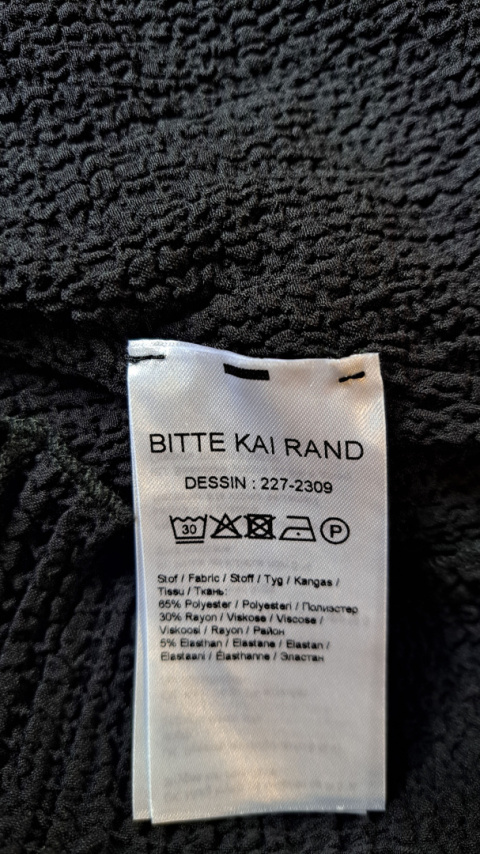 BITTE KAI RAND
DESSIN : 227-2309
30
P
Stof / Fabric / Stoff / Tyg / Kangas /
Tissu / Ткань:
65% Polyester / Polyesteri / Полиэстер
30% Rayon / Viskose / Viscose /
Viskoosi / Rayon / Район
5% Elasthan / Elastane / Elastan /
Elastaani / Élasthanne / Эластан